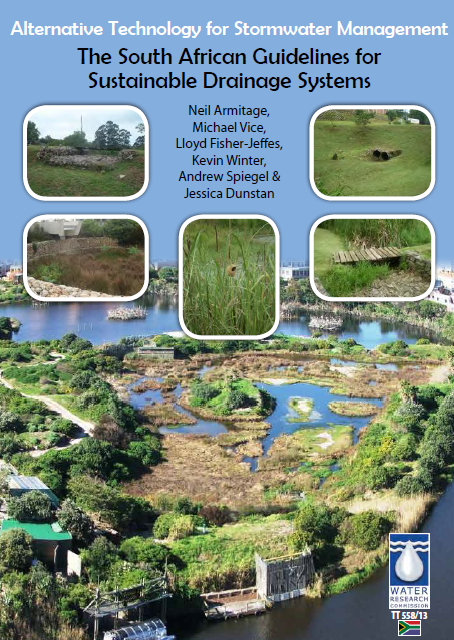 Alternative Technology for Stormwater Management
The South African Guidelines for
Sustainable Drainage Systems
Neil Armitage,
Michael Vice,
Lloyd Fisher-Jeffes,
Kevin Winter,
Andrew Spiegel &
Jessica Dunstan
WATER
RESEARCH
COMMISSION
TT 558/13